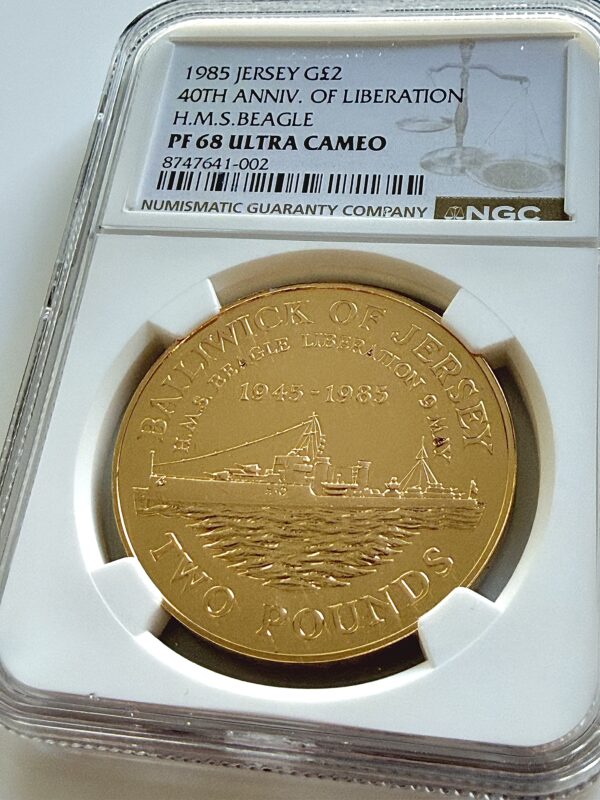 1985 JERSEY G£2
40TH ANNIV. OF LIBERATION
H.M.S.BEAGLE
PF 68 ULTRA CAMEO
8747641-002
NUMISMATIC GUARANTY COMPANY NGC
BAILIWICK OF JERSEY
H.M.S. BEAGLE LIBERATION 9 MAY
1945-1985
TWO POUNDS